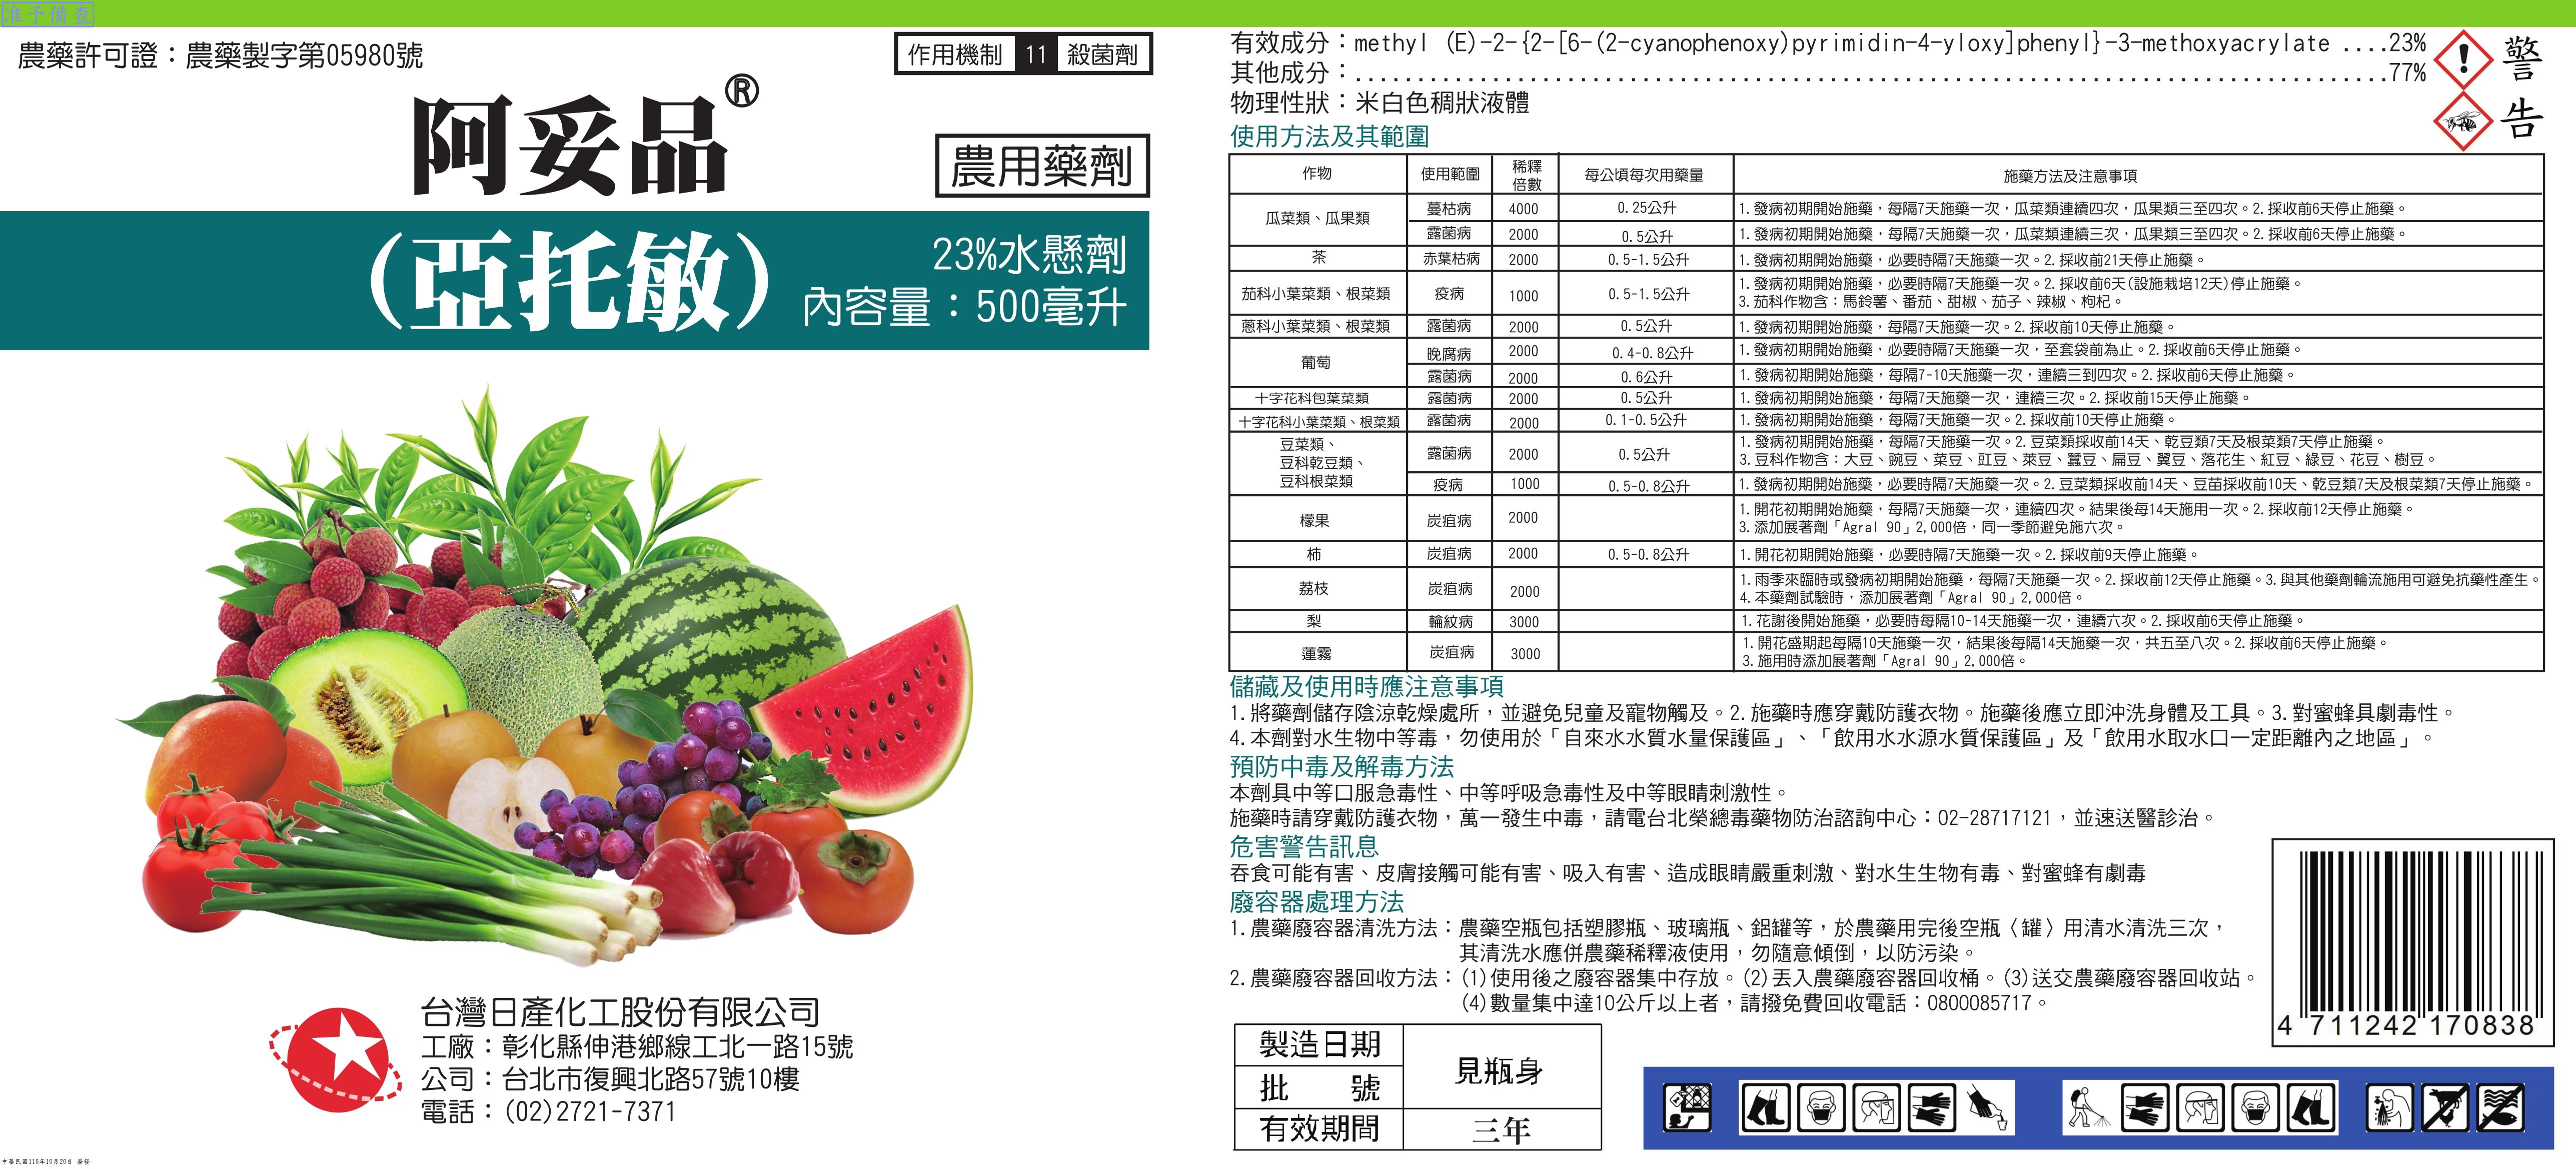 准予備查
農藥許可證：農藥製字第05980號
作用機制 11 殺菌劑
阿妥品®
農用藥劑
(亞托敏)
23%水懸劑
內容量：500毫升
台灣日產化工股份有限公司
工廠：彰化縣伸港鄉線工北一路15號
公司：台北市復興北路57號10樓
電話：(02)2721-7371
中華民國110年10月20日 簽發
有效成分：methyl (E)-2-{2-[6-(2-cyanophenoxy)pyrimidin-4-yloxy]phenyl}-3-methoxyacrylate ....23%
其他成分：....................................................................................77%
物理性狀：米白色稠狀液體
警告
使用方法及其範圍
作物 使用範圍 稀釋倍數 每公頃每次用藥量 施藥方法及注意事項
瓜菜類、瓜果類 蔓枯病 4000 0.25公升 1.發病初期開始施藥，每隔7天施藥一次，瓜菜類連續四次，瓜果類三至四次。2.採收前6天停止施藥。
露菌病 2000 0.5公升 1.發病初期開始施藥，每隔7天施藥一次，瓜菜類連續三次，瓜果類三至四次。2.採收前6天停止施藥。
茶 赤葉枯病 2000 0.5-1.5公升 1.發病初期開始施藥，必要時隔7天施藥一次。2.採收前21天停止施藥。
茄科小葉菜類、根菜類 疫病 1000 0.5-1.5公升 1.發病初期開始施藥，必要時隔7天施藥一次。2.採收前6天(設施栽培12天)停止施藥。
3.茄科作物含：馬鈴薯、番茄、甜椒、茄子、辣椒、枸杞。
蔥科小葉菜類、根菜類 露菌病 2000 0.5公升 1.發病初期開始施藥，每隔7天施藥一次。2.採收前10天停止施藥。
葡萄 晚腐病 2000 0.4-0.8公升 1.發病初期開始施藥，必要時隔7天施藥一次，至套袋前為止。2.採收前6天停止施藥。
露菌病 2000 0.6公升 1.發病初期開始施藥，每隔7-10天施藥一次，連續三到四次。2.採收前6天停止施藥。
十字花科包葉菜類 露菌病 2000 0.5公升 1.發病初期開始施藥，每隔7天施藥一次，連續三次。2.採收前15天停止施藥。
十字花科小葉菜類、根菜類 露菌病 2000 0.1-0.5公升 1.發病初期開始施藥，每隔7天施藥一次。2.採收前10天停止施藥。
豆菜類、
豆科乾豆類、
豆科根菜類
露菌病 2000 0.5公升 1.發病初期開始施藥，每隔7天施藥一次。2.豆菜類採收前14天、乾豆類7天及根菜類7天停止施藥。
3.豆科作物含：大豆、豌豆、菜豆、豇豆、萊豆、蠶豆、扁豆、翼豆、落花生、紅豆、綠豆、花豆、樹豆。
疫病 1000 0.5-0.8公升 1.發病初期開始施藥，必要時隔7天施藥一次。2.豆菜類採收前14天、豆苗採收前10天、乾豆類7天及根菜類7天停止施藥。
檬果 炭疽病 2000 1.開花初期開始施藥，每隔7天施藥一次，連續四次。結果後每14天施用一次。2.採收前12天停止施藥。
3.添加展著劑「Agral 90」2,000倍，同一季節避免施六次。
柿 炭疽病 2000 0.5-0.8公升 1.開花初期開始施藥，必要時隔7天施藥一次。2.採收前9天停止施藥。
荔枝 炭疽病 2000 1.雨季來臨時或發病初期開始施藥，每隔7天施藥一次。2.採收前12天停止施藥。3.與其他藥劑輪流施用可避免抗藥性產生。
4.本藥劑試驗時，添加展著劑「Agral 90」2,000倍。
梨 輪紋病 3000 1.花謝後開始施藥，必要時每隔10-14天施藥一次，連續六次。2.採收前6天停止施藥。
蓮霧 炭疽病 3000 1.開花盛期起每隔10天施藥一次，結果後每隔14天施藥一次，共五至八次。2.採收前6天停止施藥。
3.施用時添加展著劑「Agral 90」2,000倍。
儲藏及使用時應注意事項
1.將藥劑儲存陰涼乾燥處所，並避免兒童及寵物觸及。2.施藥時應穿戴防護衣物。施藥後應立即沖洗身體及工具。3.對蜜蜂具劇毒性。
4.本劑對水生物中等毒，勿使用於「自來水水質水量保護區」、「飲用水水源水質保護區」及「飲用水取水口一定距離內之地區」。
預防中毒及解毒方法
本劑具中等口服急毒性、中等呼吸急毒性及中等眼睛刺激性。
施藥時請穿戴防護衣物，萬一發生中毒，請電台北榮總毒藥物防治諮詢中心：02-28717121，並速送醫診治。
危害警告訊息
吞食可能有害、皮膚接觸可能有害、吸入有害、造成眼睛嚴重刺激、對水生生物有毒、對蜜蜂有劇毒
廢容器處理方法
1.農藥廢容器清洗方法：農藥空瓶包括塑膠瓶、玻璃瓶、鋁罐等，於農藥用完後空瓶〈罐〉用清水清洗三次，
其清洗水應併農藥稀釋液使用，勿隨意傾倒，以防污染。
2.農藥廢容器回收方法：(1)使用後之廢容器集中存放。(2)丟入農藥廢容器回收桶。(3)送交農藥廢容器回收站。
(4)數量集中達10公斤以上者，請撥免費回收電話：0800085717。
製造日期 見瓶身
批號
有效期間 三年
4 711242 170838